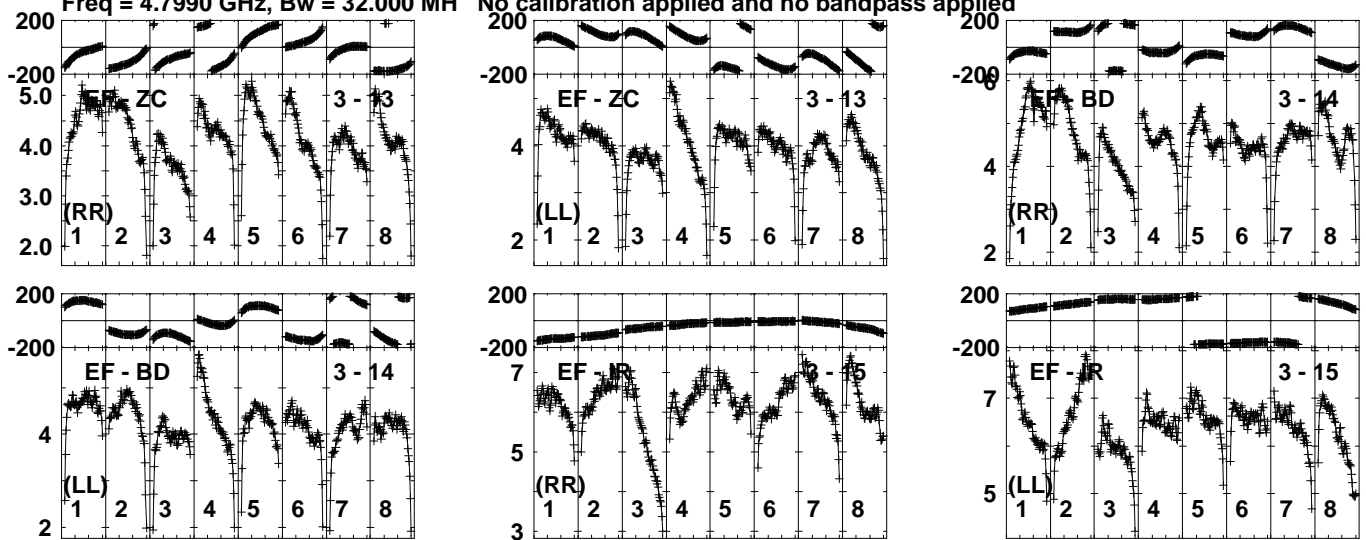 Freq = 4.7990 GHz, Bw = 32.000 MH No calibration applied and no bandpass applied
200
-200
5.0
4.0
3.0
2.0
EF - ZC 3 - 13
(RR)
1 2 3 4 5 6 7 8
4
2
EF - ZC 3 - 13
(LL)
1 2 3 4 5 6 7 8
200
-200
6
4
2
EF - BD 3 - 14
(RR)
1 2 3 4 5 6 7 8
200
-200
4
2
EF - BD 3 - 14
(LL)
1 2 3 4 5 6 7 8
200
-200
7
5
3
EF - IR 3 - 15
(RR)
1 2 3 4 5 6 7 8
200
-200
7
5
EF - IR 3 - 15
(LL)
1 2 3 4 5 6 7 8
200
-200